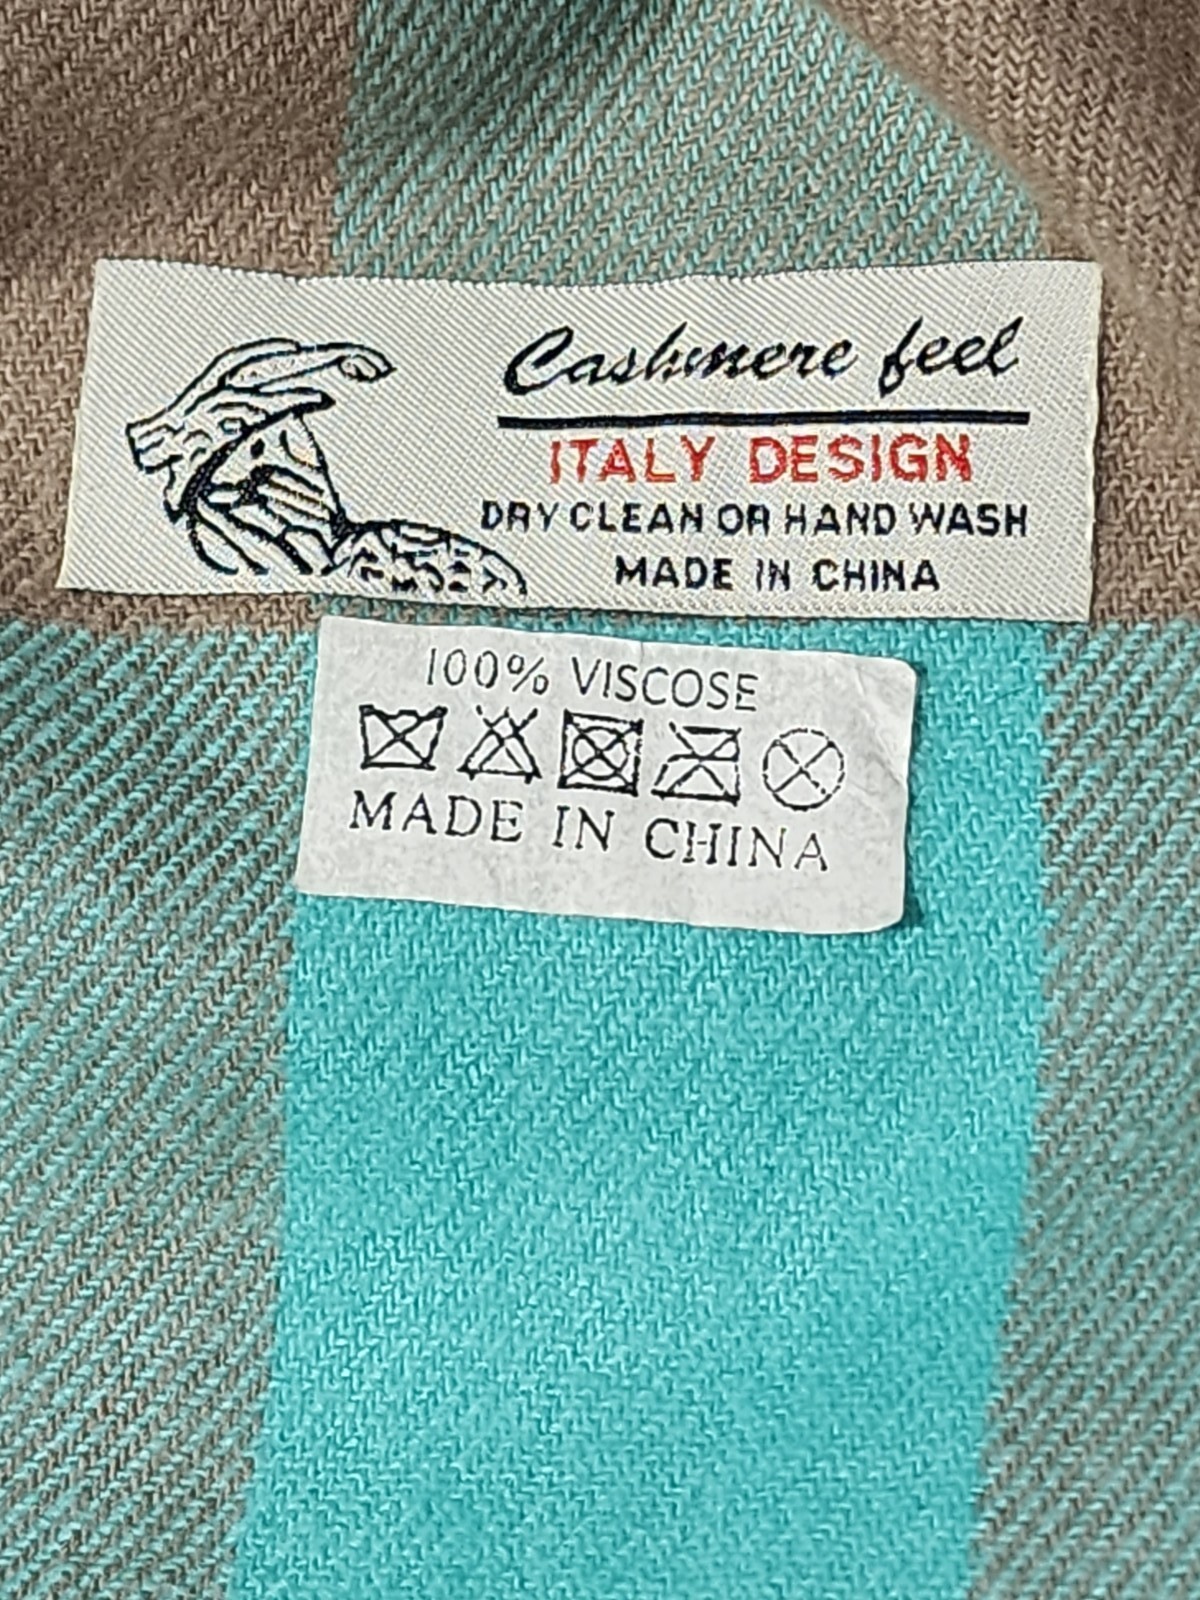 Cashmere feel
ITALY DESIGN
DRY CLEAN OR HAND WASH
MADE IN CHINA
100% VISCOSE
MADE IN CHINA